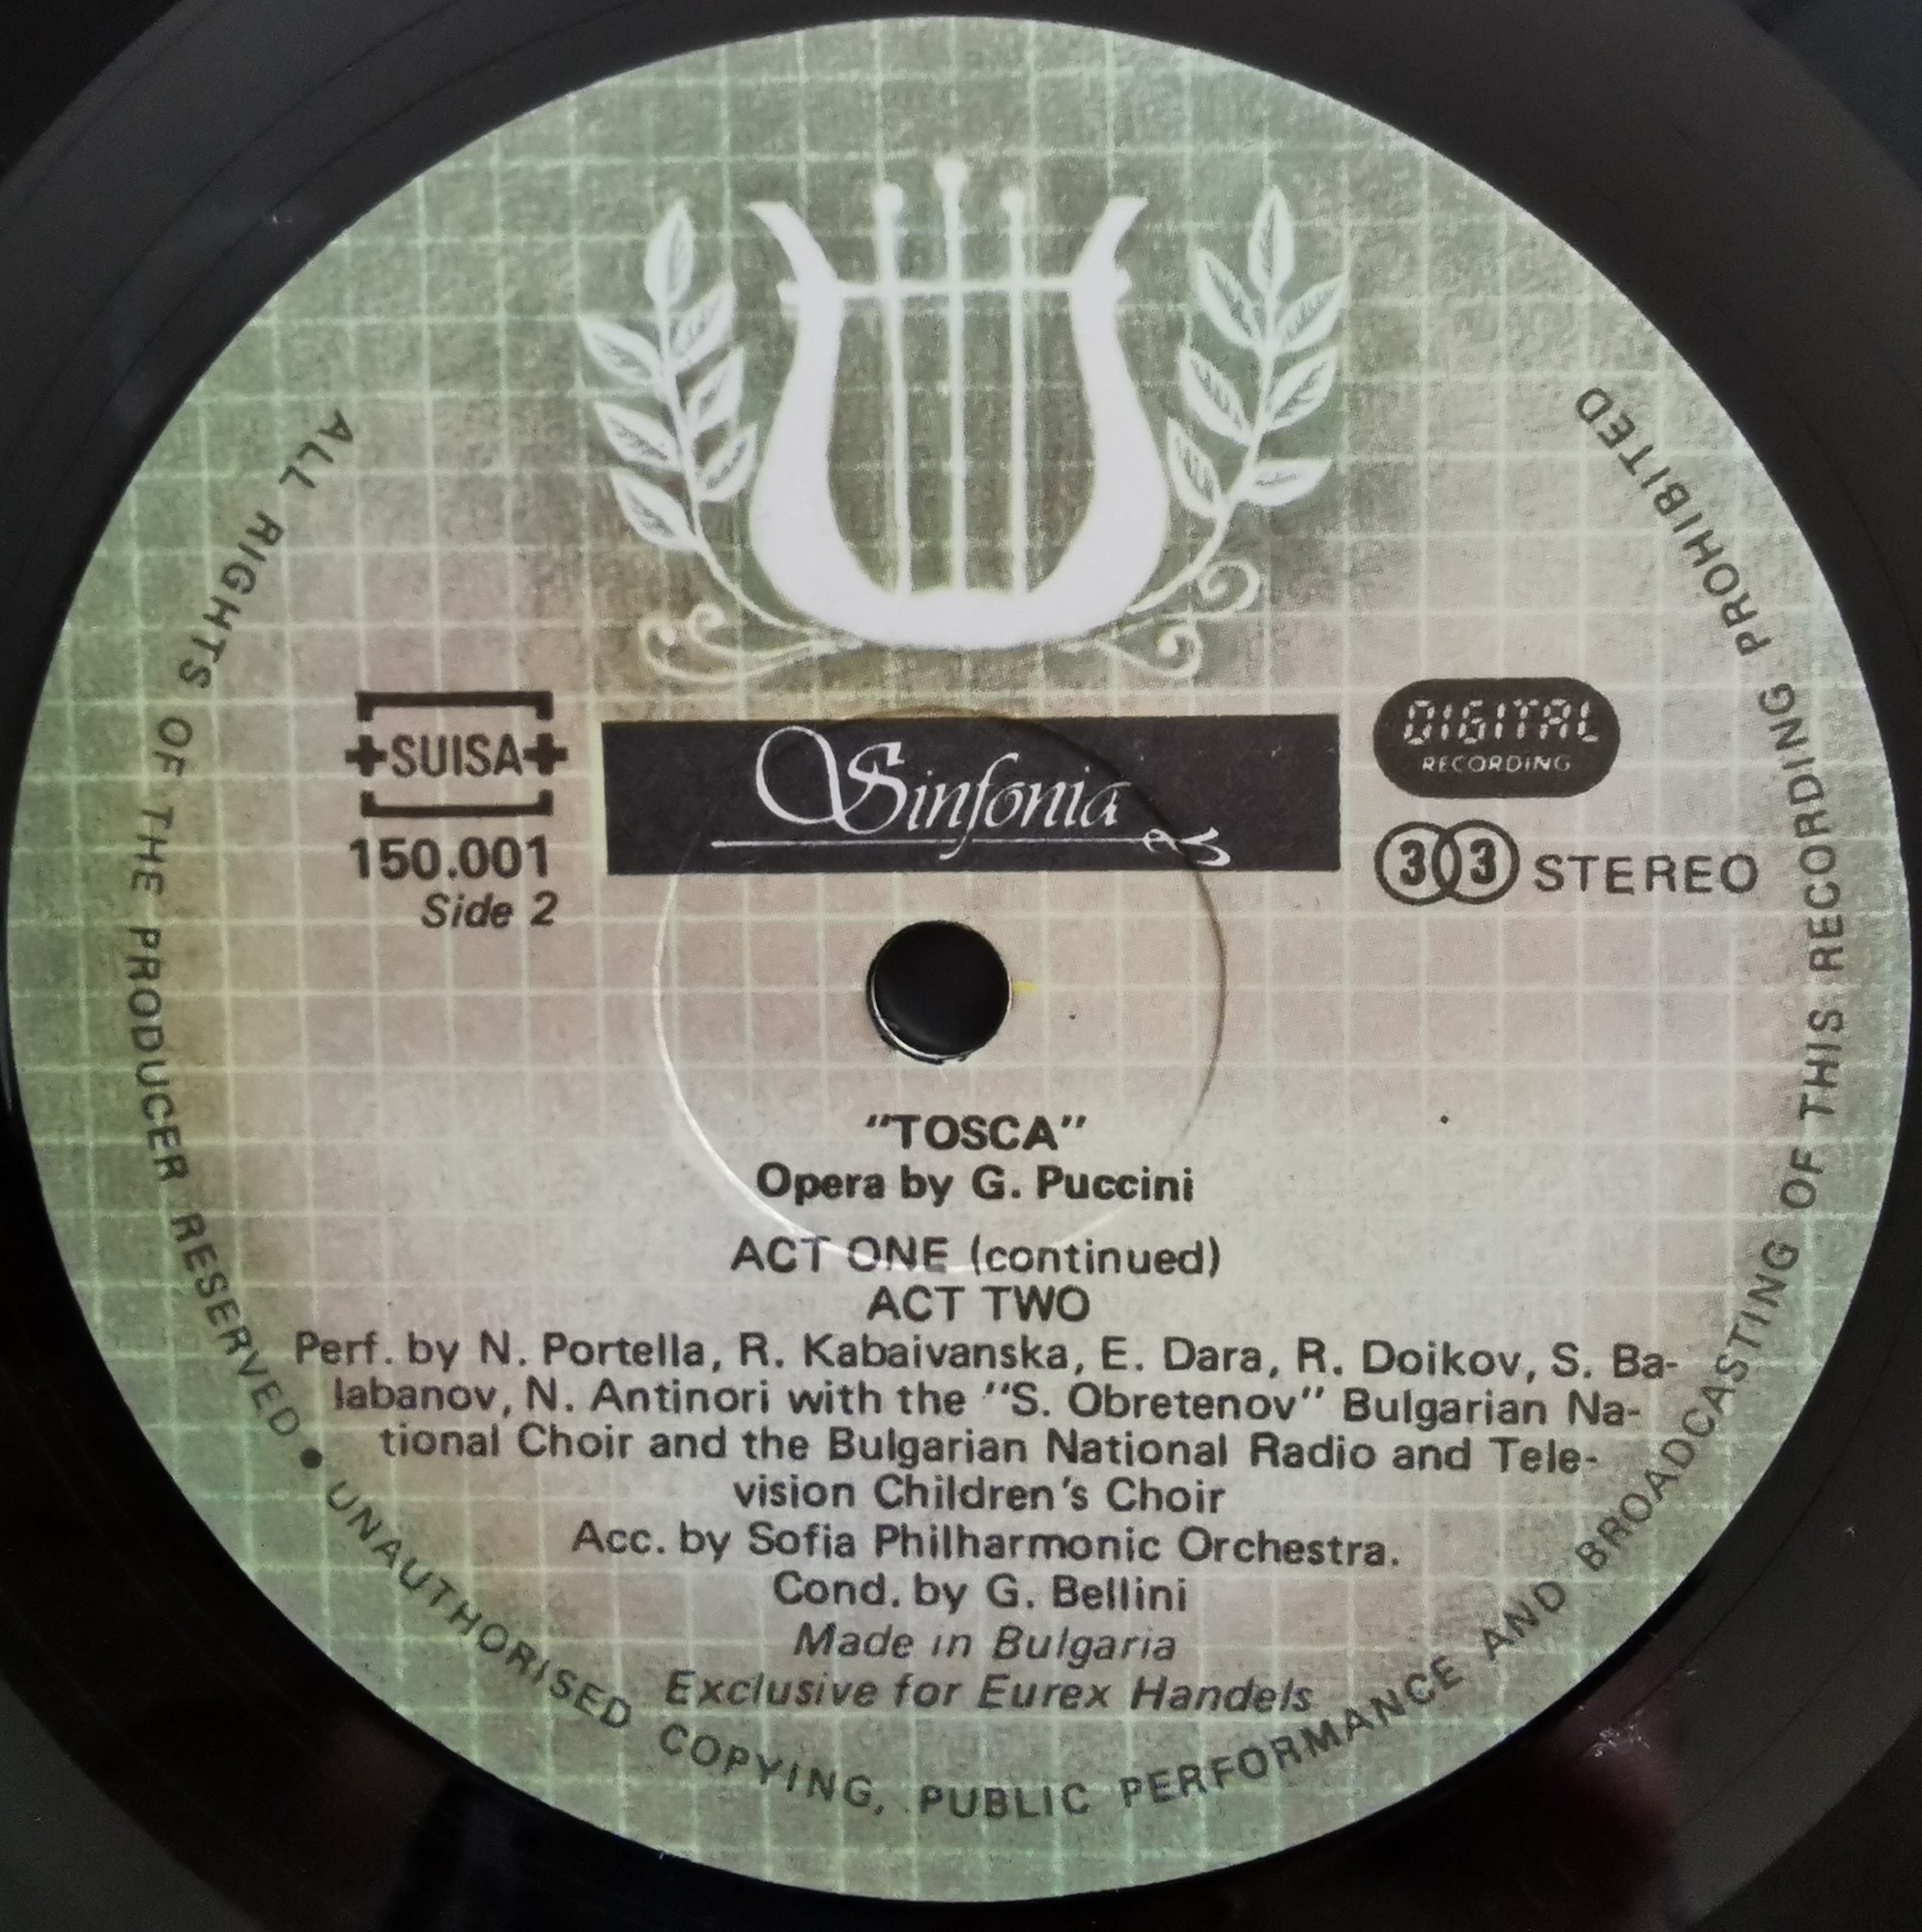 +SUISA+
150.001
Side 2
Sinfonia
DIGITAL
RECORDING
33 STEREO
"TOSCA"
Opera by G. Puccini
ACT ONE (continued)
ACT TWO
Perf. by N. Portella, R. Kabaivanska, E. Dara, R. Doikov, S. Ba-
labanov, N. Antinori with the "S. Obretenov" Bulgarian Na-
tional Choir and the Bulgarian National Radio and Tele-
vision Children's Choir
Acc. by Sofia Philharmonic Orchestra.
Cond. by G. Bellini
Made in Bulgaria
Exclusive for Eurex Handels
ALL RIGHTS OF THE PRODUCER RESERVED • UNAUTHORISED COPYING, PUBLIC PERFORMANCE AND BROADCASTING OF THIS RECORDING PROHIBITED